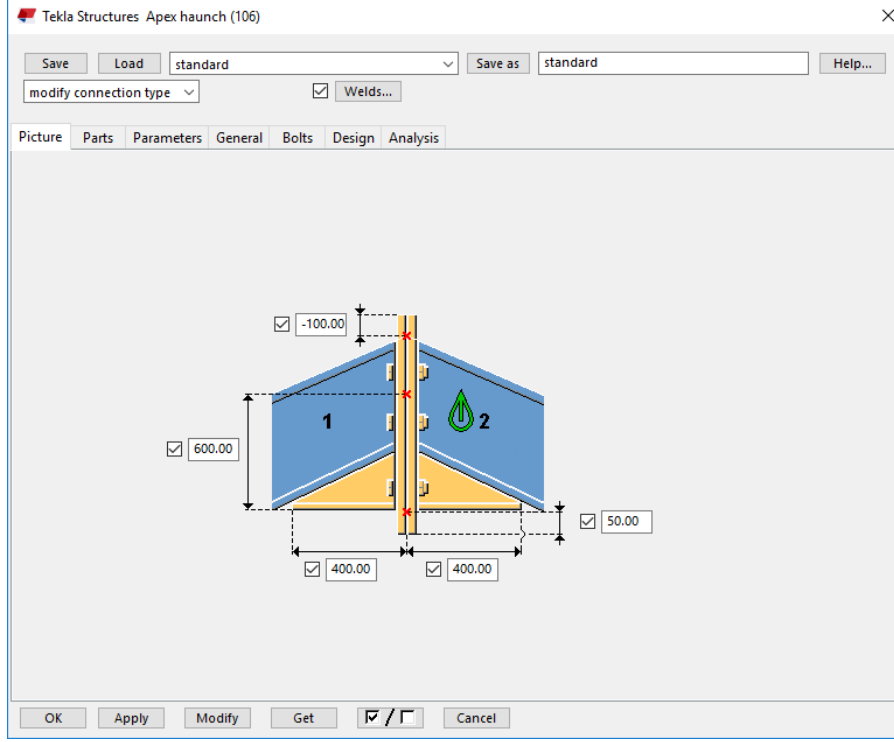 Tekla Structures Apex haunch (106)
Save Load standard Save as standard Help...
modify connection type Welds...
Picture Parts Parameters General Bolts Design Analysis
-100.00
1 2
600.00
50.00
400.00 400.00
OK Apply Modify Get / Cancel